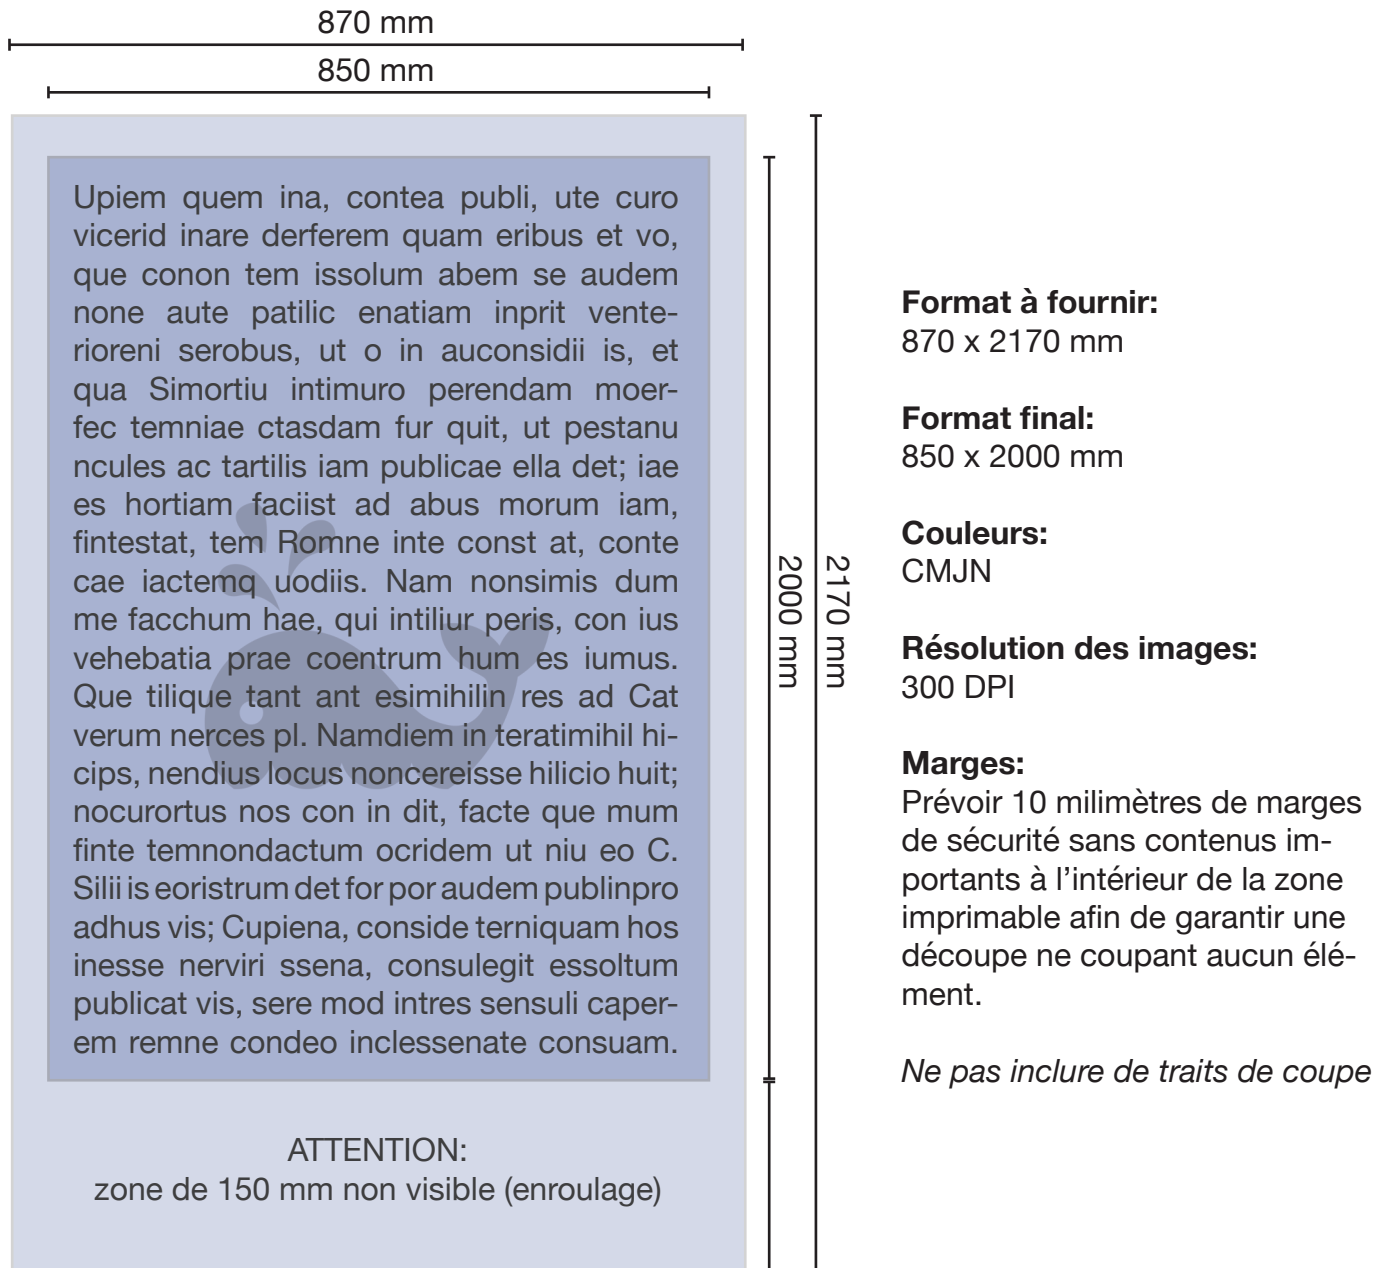 870 mm
850 mm
Upiem quem ina, contea publi, ute curo
vicerid inare derferem quam eribus et vo,
que conon tem issolum abem se audem
none aute patilic enatiam inprit vente-
rioreni serobus, ut o in auconsidii is, et
qua Simortiu intimuro perendam moer-
fec temniae ctasdam fur quit, ut pestanu
ncules ac tartilis iam publicae ella det; iae
es hortiam faciist ad abus morum iam,
fintestat, tem Romne inte const at, conte
cae iactemq uodiis. Nam nonsimis dum
me facchum hae, qui intiliur peris, con ius
vehebatia prae coentrum hum es iumus.
Que tilique tant ant esimihilin res ad Cat
verum nerces pl. Namdiem in teratimihil hi-
cips, nendius locus noncereisse hilicio huit;
nocurortus nos con in dit, facte que mum
finte temnondactum ocridem ut niu eo C.
Silii is eoristrum det for por audem publinpro
adhus vis; Cupiena, conside terniquam hos
inesse nerviri ssena, consulegit essoltum
publicat vis, sere mod intres sensuli caper-
em remne condeo inclessenate consuam.
ATTENTION:
zone de 150 mm non visible (enroulage)
2000 mm
2170 mm
Format à fournir:
870 x 2170 mm
Format final:
850 x 2000 mm
Couleurs:
CMJN
Résolution des images:
300 DPI
Marges:
Prévoir 10 milimètres de marges
de sécurité sans contenus im-
portants à l'intérieur de la zone
imprimable afin de garantir une
découpe ne coupant aucun élé-
ment.
Ne pas inclure de traits de coupe